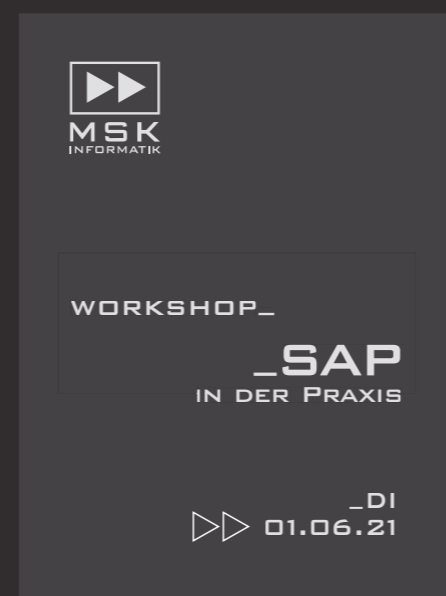 MSK
INFORMATIK
WORKSHOP_
_SAP
IN DER PRAXIS
_DI
01.06.21